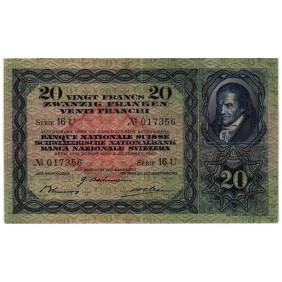 20 VINGT FRANCS 20
ZWANZIG FRANKEN
VENTI FRANCHI
SERIE 16 U № 017356
BANQUE NATIONALE SUISSE
SCHWEIZERISCHE NATIONALBANK
BANCA NAZIONALE SVIZZERA
№ 017356 SERIE 16 U
20